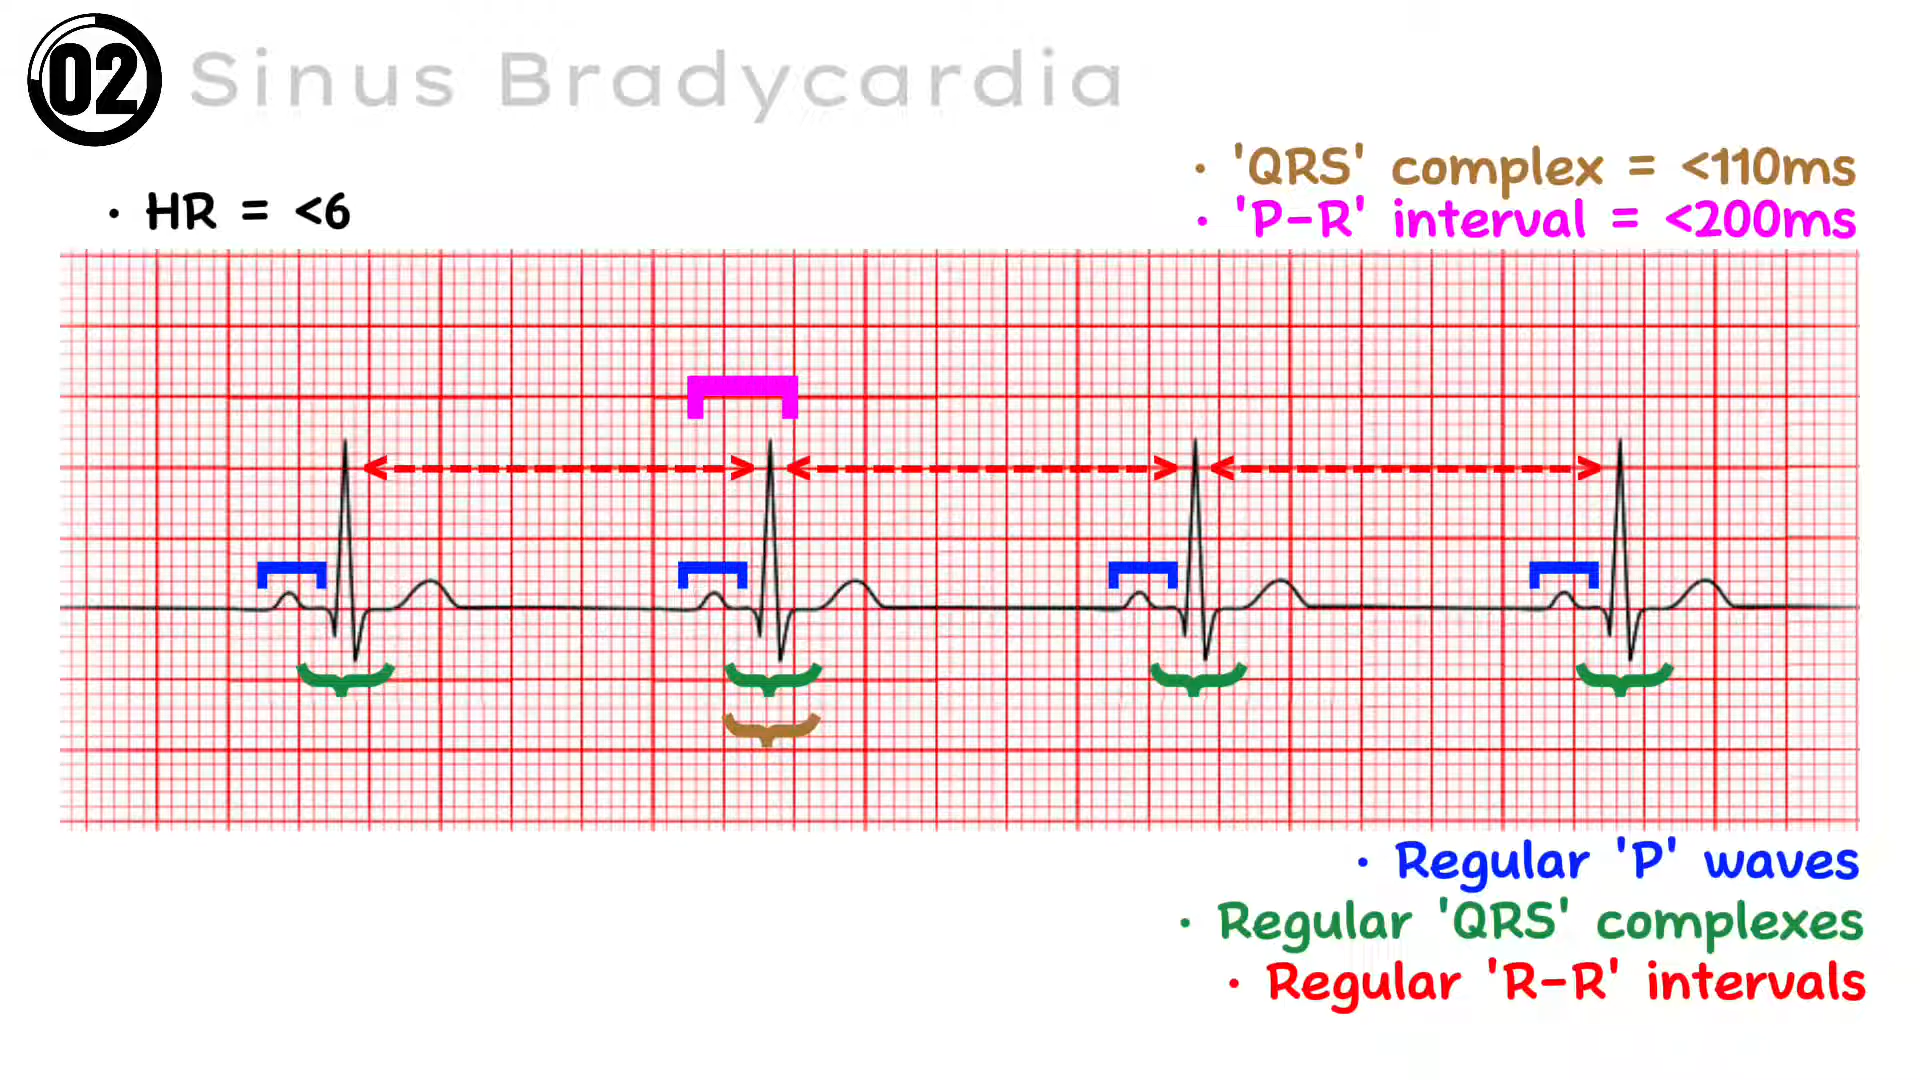 02 Sinus Bradycardia
• 'QRS' complex = <110ms
• HR = <6
• 'P-R' interval = <200ms
• Regular 'P' waves
• Regular 'QRS' complexes
• Regular 'R-R' intervals